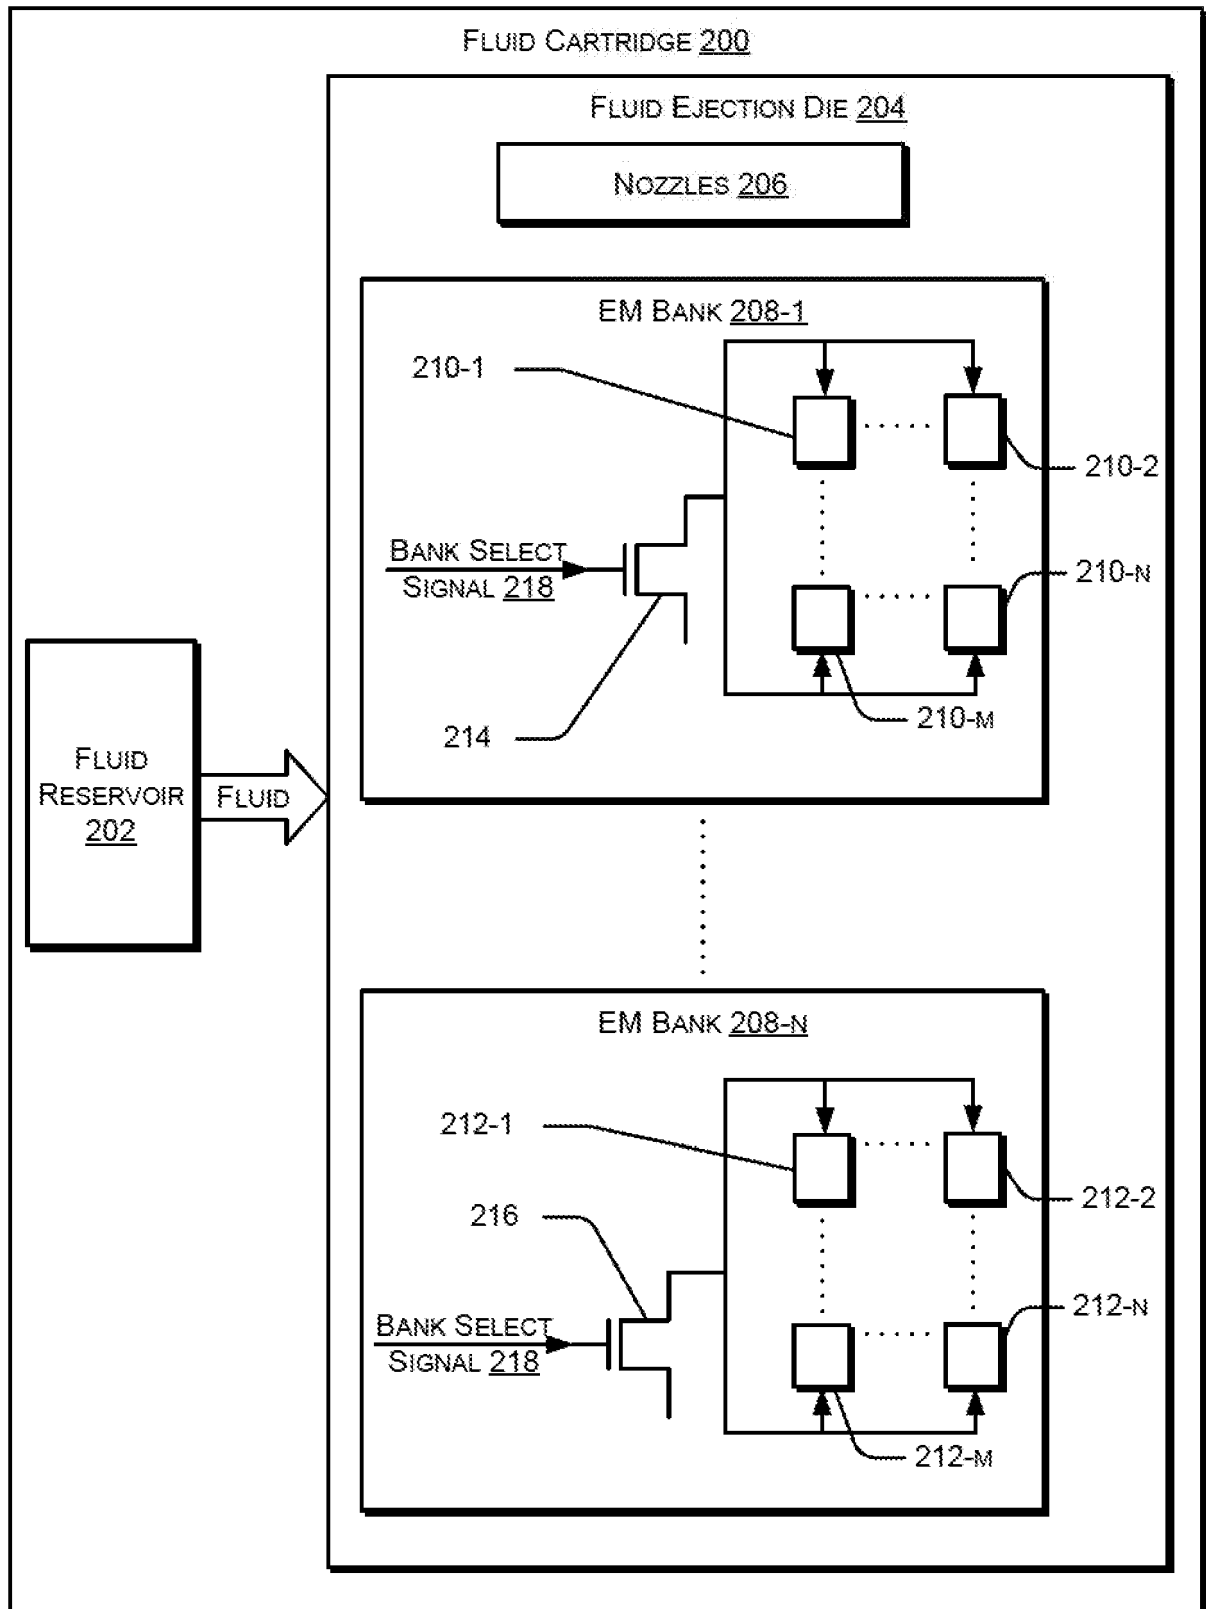 FLUID CARTRIDGE 200
FLUID EJECTION DIE 204
NOZZLES 206
EM BANK 208-1
210-1
210-2
BANK SELECT
SIGNAL 218
210-N
210-M
214
FLUID
RESERVOIR
202
FLUID
EM BANK 208-N
212-1
212-2
216
212-N
BANK SELECT
SIGNAL 218
212-M